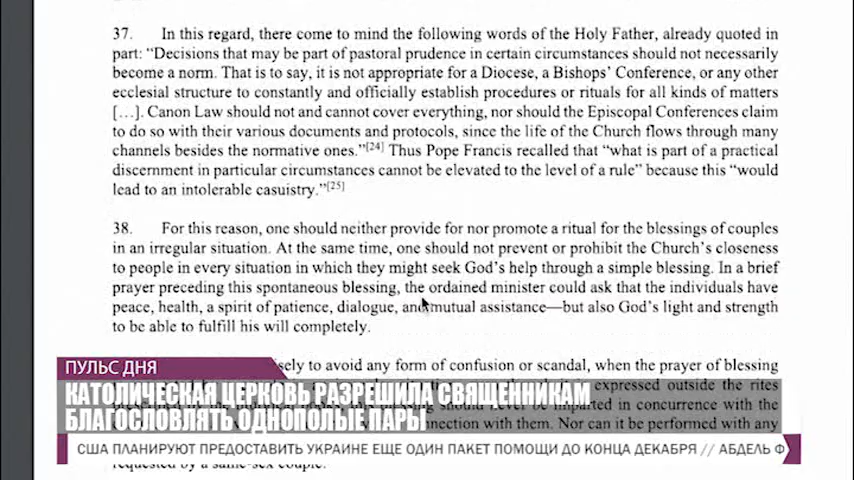 37. In this regard, there come to mind the following words of the Holy Father, already quoted in
part: “Decisions that may be part of pastoral prudence in certain circumstances should not necessarily
become a norm. That is to say, it is not appropriate for a Diocese, a Bishops’ Conference, or any other
ecclesial structure to constantly and officially establish procedures or rituals for all kinds of matters
[…]. Canon Law should not and cannot cover everything, nor should the Episcopal Conferences claim
to do so with their various documents and protocols, since the life of the Church flows through many
channels besides the normative ones.”[24] Thus Pope Francis recalled that “what is part of a practical
discernment in particular circumstances cannot be elevated to the level of a rule” because this “would
lead to an intolerable casuistry.”[25]
38. For this reason, one should neither provide for nor promote a ritual for the blessings of couples
in an irregular situation. At the same time, one should not prevent or prohibit the Church’s closeness
to people in every situation in which they might seek God’s help through a simple blessing. In a brief
prayer preceding this spontaneous blessing, the ordained minister could ask that the individuals have
peace, health, a spirit of patience, dialogue, and mutual assistance—but also God’s light and strength
to be able to fulfill his will completely.
to avoid any form of confusion or scandal, when the prayer of blessing
expressed outside the rites
should never be imparted in concurrence with the
connection with them. Nor can it be performed with any
requested by a same-sex couple.
ПУЛЬС ДНЯ
КАТОЛИЧЕСКАЯ ЦЕРКОВЬ РАЗРЕШИЛА СВЯЩЕННИКАМ
БЛАГОСЛОВЛЯТЬ ОДНОПОЛЫЕ ПАРЫ
США ПЛАНИРУЮТ ПРЕДОСТАВИТЬ УКРАИНЕ ЕЩЕ ОДИН ПАКЕТ ПОМОЩИ ДО КОНЦА ДЕКАБРЯ // АБДЕЛЬ Ф